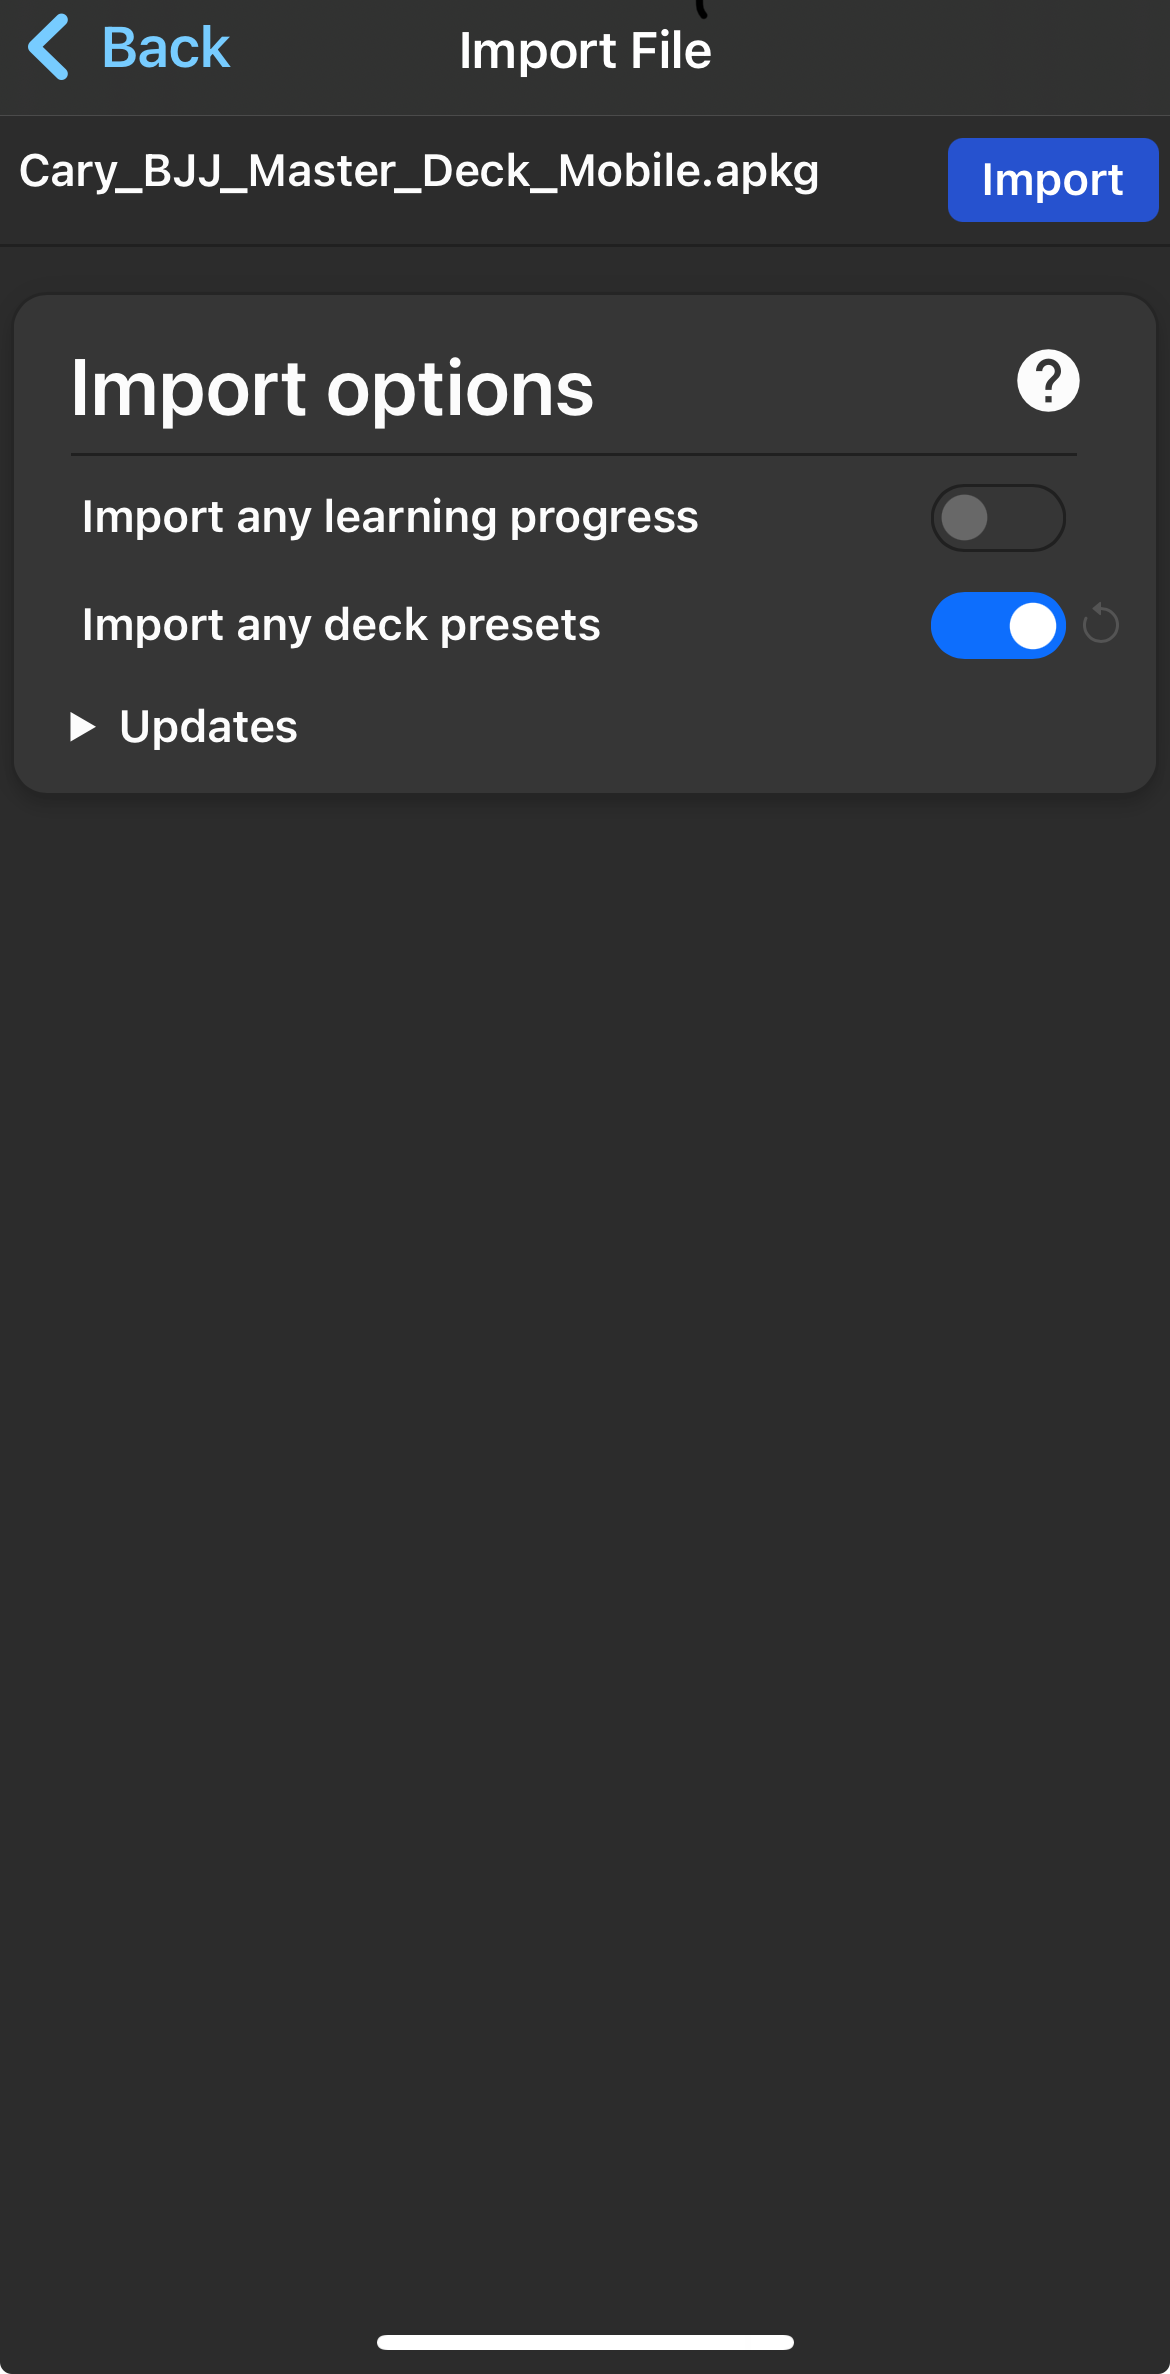 Back
Import File
Cary_BJJ_Master_Deck_Mobile.apkg
Import
Import options
?
Import any learning progress
Import any deck presets
Updates